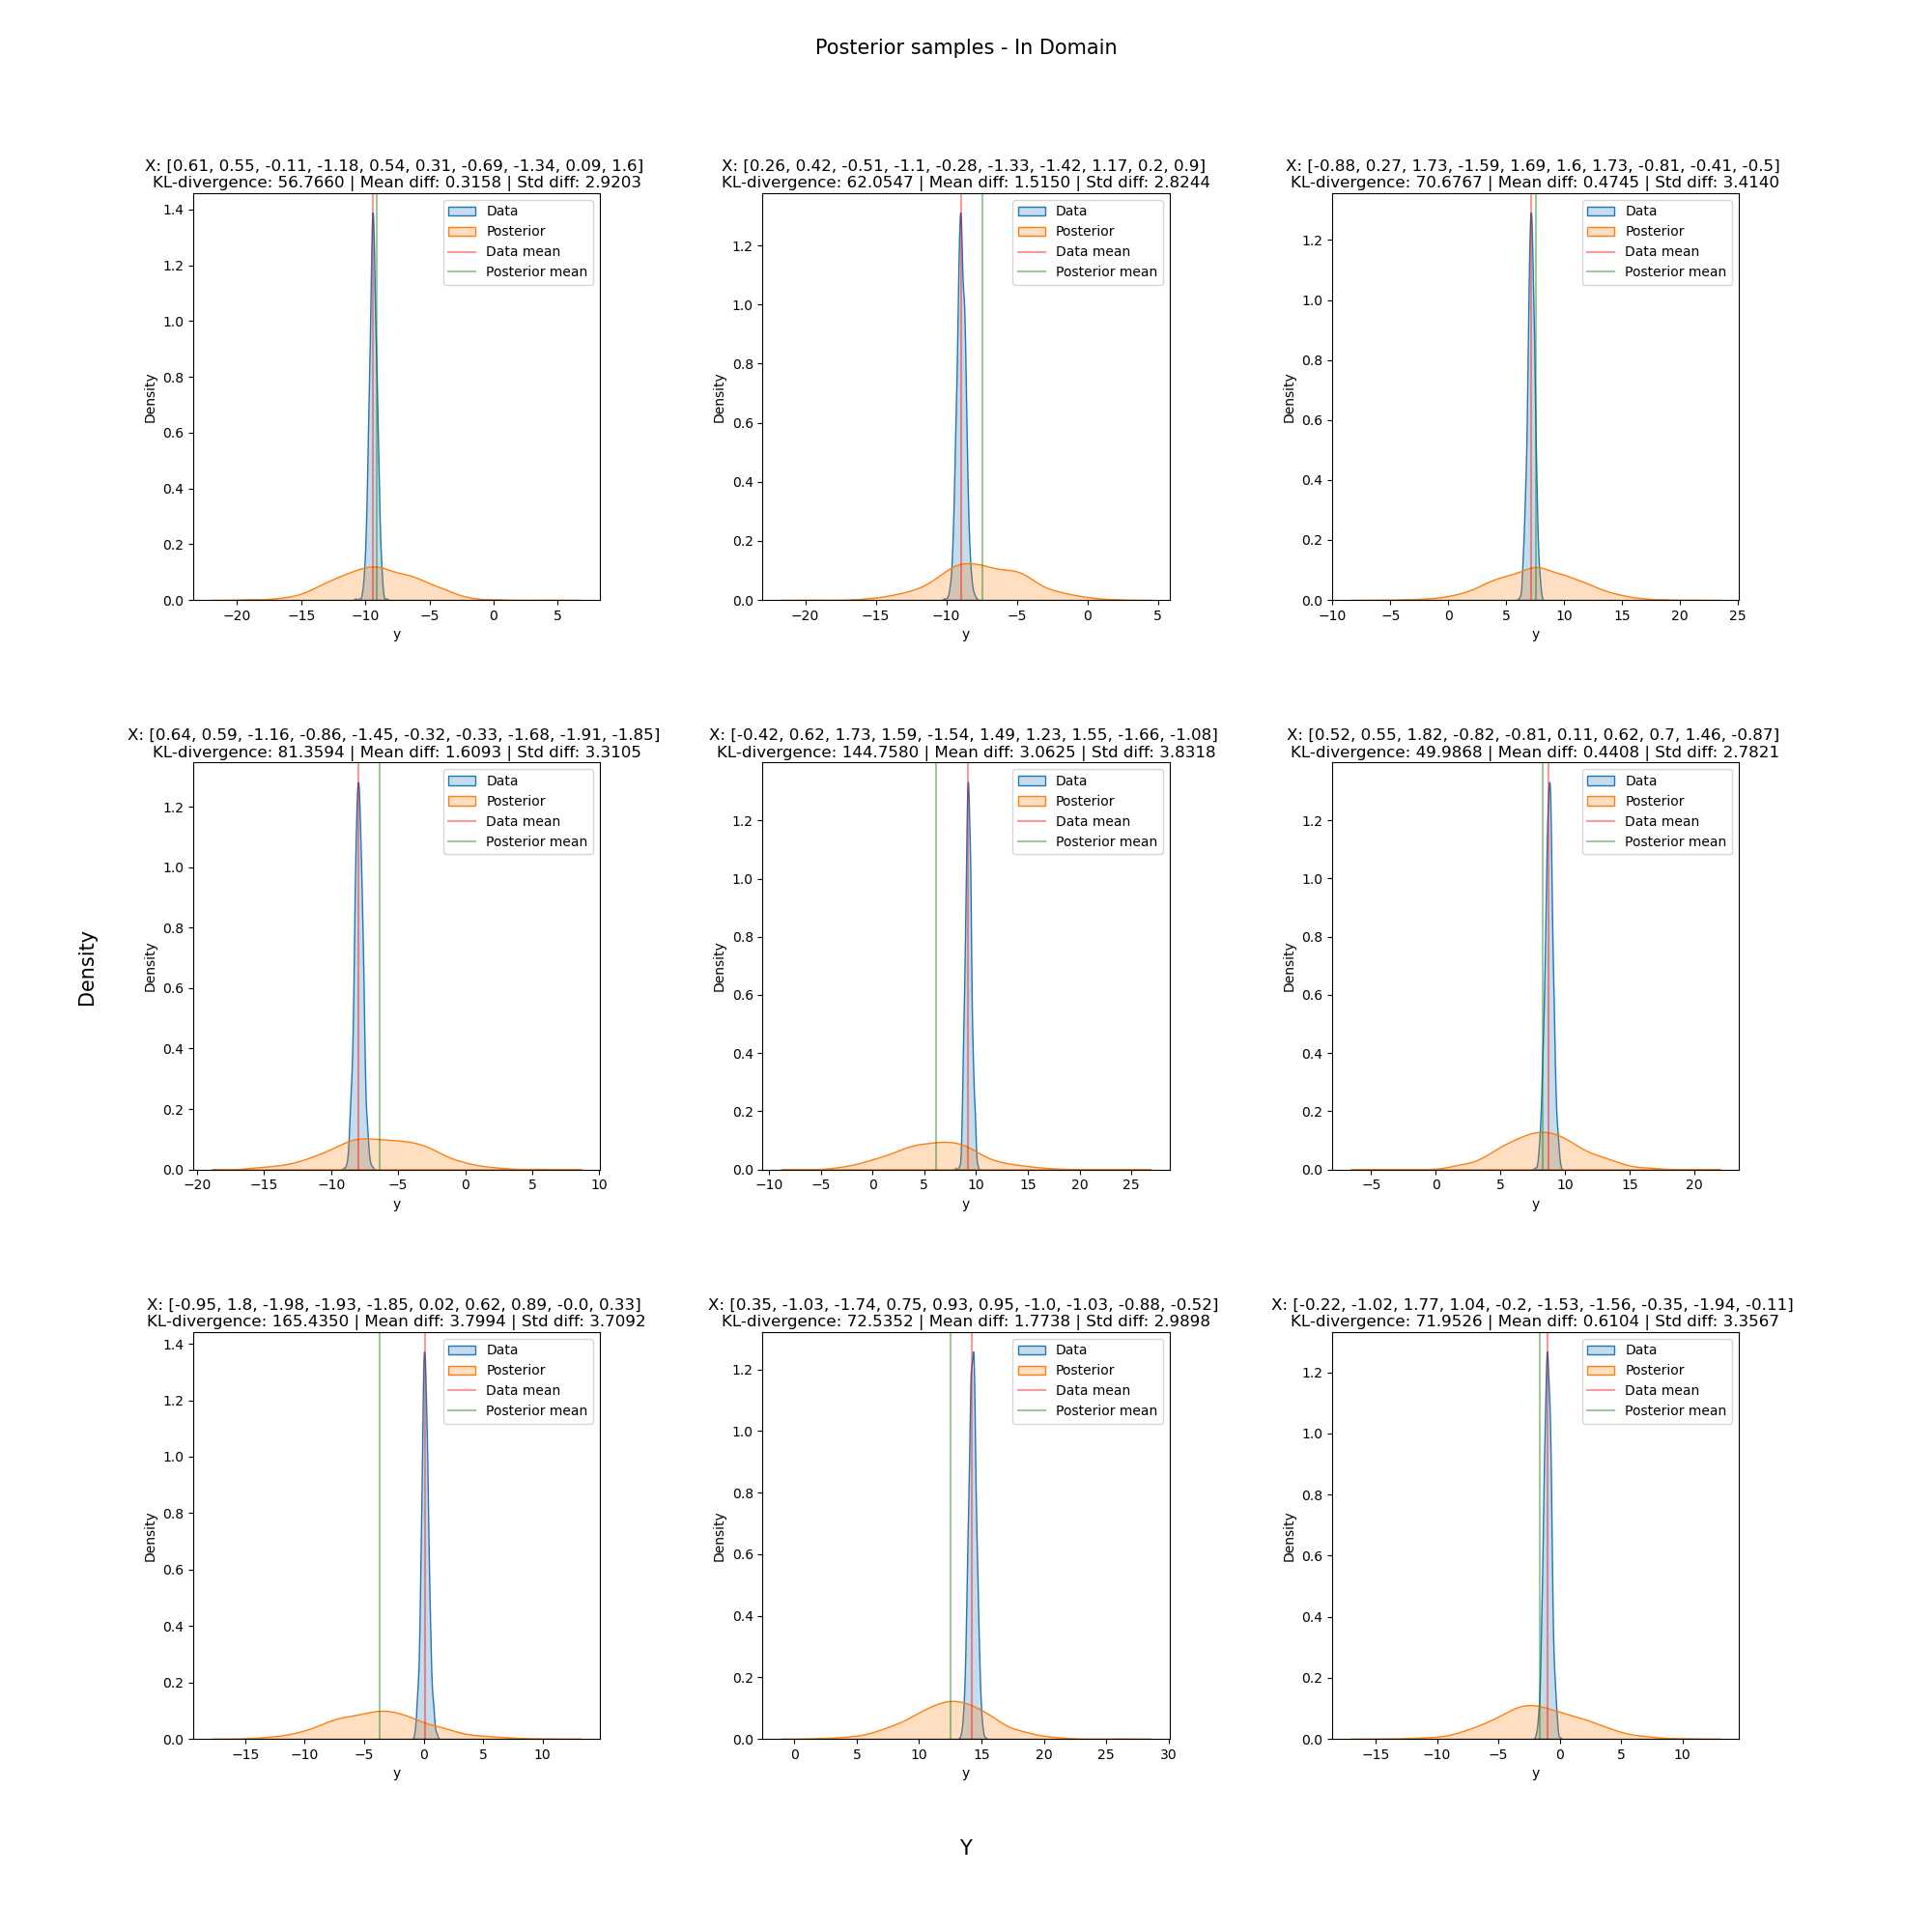 Posterior samples - In Domain
X: [0.61, 0.55, -0.11, -1.18, 0.54, 0.31, -0.69, -1.34, 0.09, 1.6]
KL-divergence: 56.7660 | Mean diff: 0.3158 | Std diff: 2.9203
Data
Posterior
Data mean
Posterior mean
1.4
1.2
1.0
0.8
0.6
0.4
0.2
0.0
Density
−20 −15 −10 −5 0 5
y
X: [0.26, 0.42, -0.51, -1.1, -0.28, -1.33, -1.42, 1.17, 0.2, 0.9]
KL-divergence: 62.0547 | Mean diff: 1.5150 | Std diff: 2.8244
Data
Posterior
Data mean
Posterior mean
1.2
1.0
0.8
0.6
0.4
0.2
0.0
Density
−20 −15 −10 −5 0 5
y
X: [-0.88, 0.27, 1.73, -1.59, 1.69, 1.6, 1.73, -0.81, -0.41, -0.5]
KL-divergence: 70.6767 | Mean diff: 0.4745 | Std diff: 3.4140
Data
Posterior
Data mean
Posterior mean
1.2
1.0
0.8
0.6
0.4
0.2
0.0
Density
−10 −5 0 5 10 15 20 25
y
X: [0.64, 0.59, -1.16, -0.86, -1.45, -0.32, -0.33, -1.68, -1.91, -1.85]
KL-divergence: 81.3594 | Mean diff: 1.6093 | Std diff: 3.3105
Data
Posterior
Data mean
Posterior mean
1.2
1.0
0.8
0.6
0.4
0.2
0.0
Density
−20 −15 −10 −5 0 5 10
y
X: [-0.42, 0.62, 1.73, 1.59, -1.54, 1.49, 1.23, 1.55, -1.66, -1.08]
KL-divergence: 144.7580 | Mean diff: 3.0625 | Std diff: 3.8318
Data
Posterior
Data mean
Posterior mean
1.2
1.0
0.8
0.6
0.4
0.2
0.0
Density
−10 −5 0 5 10 15 20 25
y
X: [0.52, 0.55, 1.82, -0.82, -0.81, 0.11, 0.62, 0.7, 1.46, -0.87]
KL-divergence: 49.9868 | Mean diff: 0.4408 | Std diff: 2.7821
Data
Posterior
Data mean
Posterior mean
1.2
1.0
0.8
0.6
0.4
0.2
0.0
Density
−5 0 5 10 15 20
y
Density
X: [-0.95, 1.8, -1.98, -1.93, -1.85, 0.02, 0.62, 0.89, -0.0, 0.33]
KL-divergence: 165.4350 | Mean diff: 3.7994 | Std diff: 3.7092
Data
Posterior
Data mean
Posterior mean
1.4
1.2
1.0
0.8
0.6
0.4
0.2
0.0
Density
−15 −10 −5 0 5 10
y
X: [0.35, -1.03, -1.74, 0.75, 0.93, 0.95, -1.0, -1.03, -0.88, -0.52]
KL-divergence: 72.5352 | Mean diff: 1.7738 | Std diff: 2.9898
Data
Posterior
Data mean
Posterior mean
1.2
1.0
0.8
0.6
0.4
0.2
0.0
Density
0 5 10 15 20 25 30
y
X: [-0.22, -1.02, 1.77, 1.04, -0.2, -1.53, -1.56, -0.35, -1.94, -0.11]
KL-divergence: 71.9526 | Mean diff: 0.6104 | Std diff: 3.3567
Data
Posterior
Data mean
Posterior mean
1.2
1.0
0.8
0.6
0.4
0.2
0.0
Density
−15 −10 −5 0 5 10
y
Y